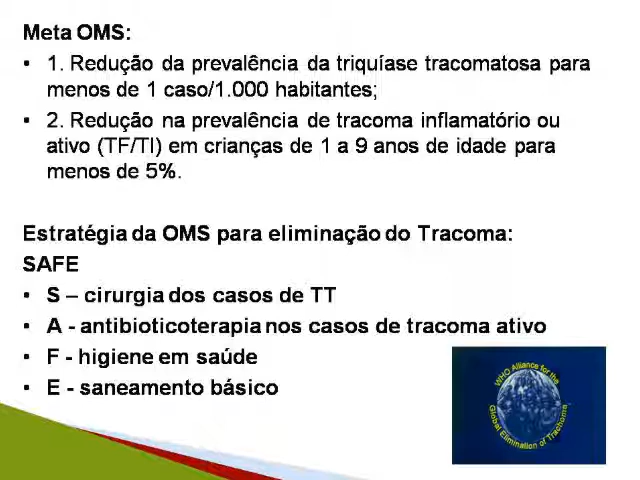 Meta OMS:
• 1. Redução da prevalência da triquíase tracomatosa para
menos de 1 caso/1.000 habitantes;
• 2. Redução na prevalência de tracoma inflamatório ou
ativo (TF/TI) em crianças de 1 a 9 anos de idade para
menos de 5%.
Estratégia da OMS para eliminação do Tracoma:
SAFE
• S – cirurgia dos casos de TT
• A - antibioticoterapia nos casos de tracoma ativo
• F - higiene em saúde
• E - saneamento básico
WHO Alliance for the
Global Elimination of Trachoma